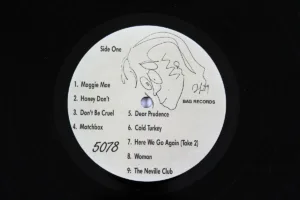 Side One
BAG RECORDS
1. Maggie Mae
2. Honey Don't
3. Don't Be Cruel
4. Matchbox
5078
5. Dear Prudence
6. Cold Turkey
7. Here We Go Again (Take 2)
8. Woman
9. The Neville Club